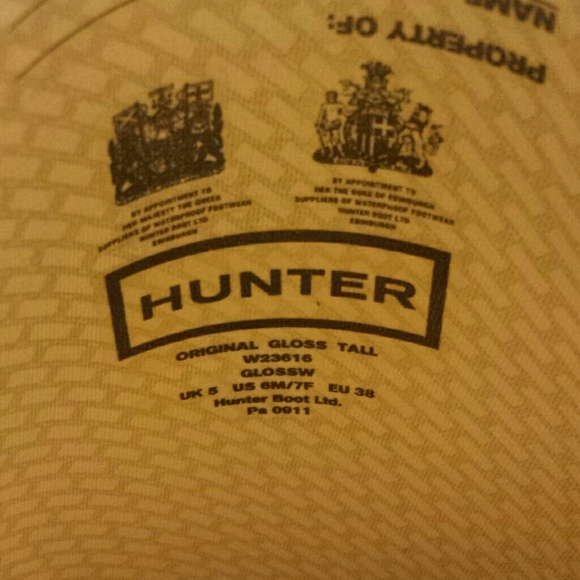 PROPERTY OF:
NAME
BY APPOINTMENT TO
HER MAJESTY THE QUEEN
SUPPLIERS OF WATERPROOF FOOTWEAR
HUNTER BOOT LTD
EDINBURGH
BY APPOINTMENT TO
HRH THE DUKE OF EDINBURGH
SUPPLIERS OF WATERPROOF FOOTWEAR
HUNTER BOOT LTD
EDINBURGH
HUNTER
ORIGINAL GLOSS TALL
W23616
GLOSSW
UK 5 US 6M/7F EU 38
Hunter Boot Ltd.
Pa 0911